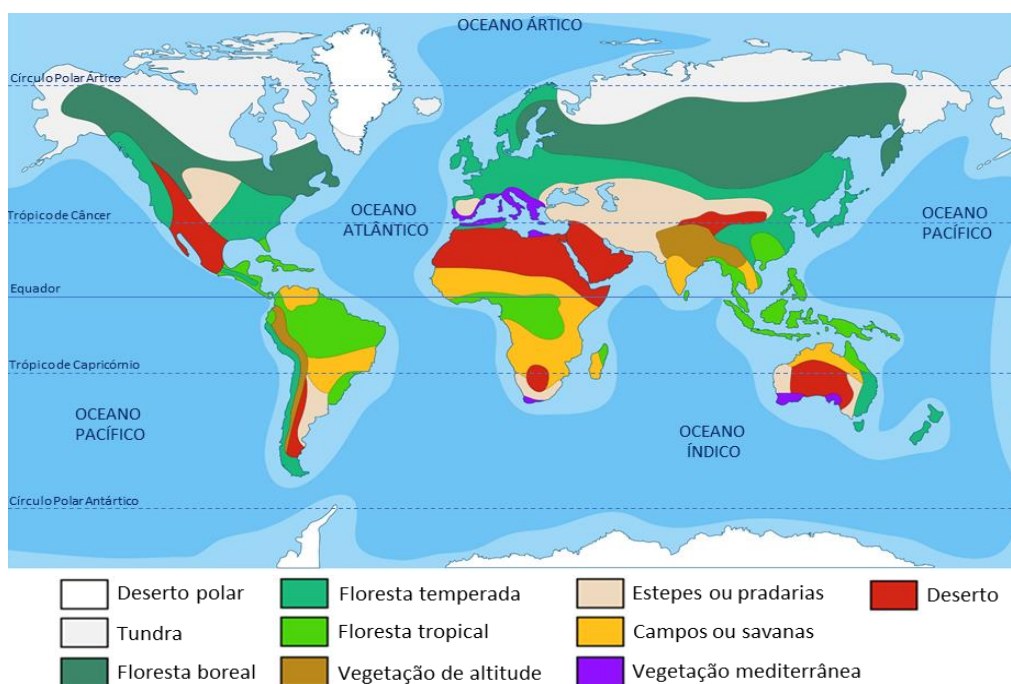 OCEANO ÁRTICO
Círculo Polar Ártico
Trópico de Câncer
OCEANO
ATLÂNTICO
OCEANO
PACÍFICO
Equador
Trópico de Capricórnio
OCEANO
PACÍFICO
OCEANO
ÍNDICO
Círculo Polar Antártico
Deserto polar
Floresta temperada
Estepes ou pradarias
Deserto
Tundra
Floresta tropical
Campos ou savanas
Floresta boreal
Vegetação de altitude
Vegetação mediterrânea